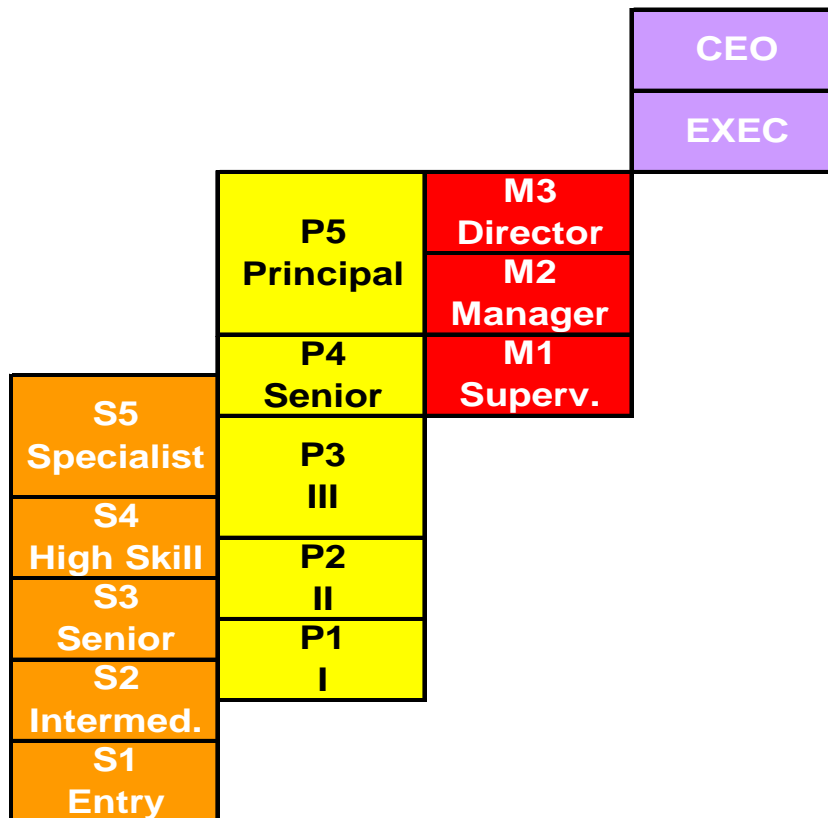 CEO
EXEC
M3
Director
M2
Manager
M1
Superv.
P5
Principal
P4
Senior
P3
III
P2
II
P1
I
S5
Specialist
S4
High Skill
S3
Senior
S2
Intermed.
S1
Entry